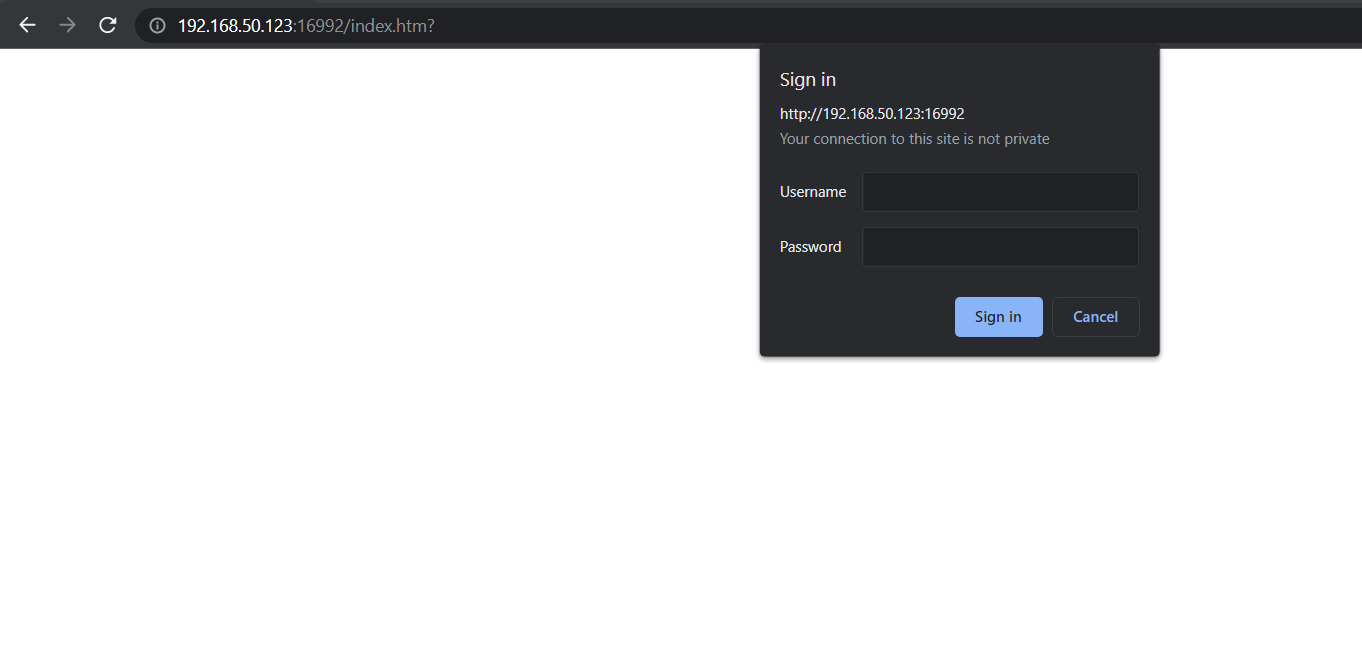 192.168.50.123:16992/index.htm?
Sign in
http://192.168.50.123:16992
Your connection to this site is not private
Username
Password
Sign in
Cancel